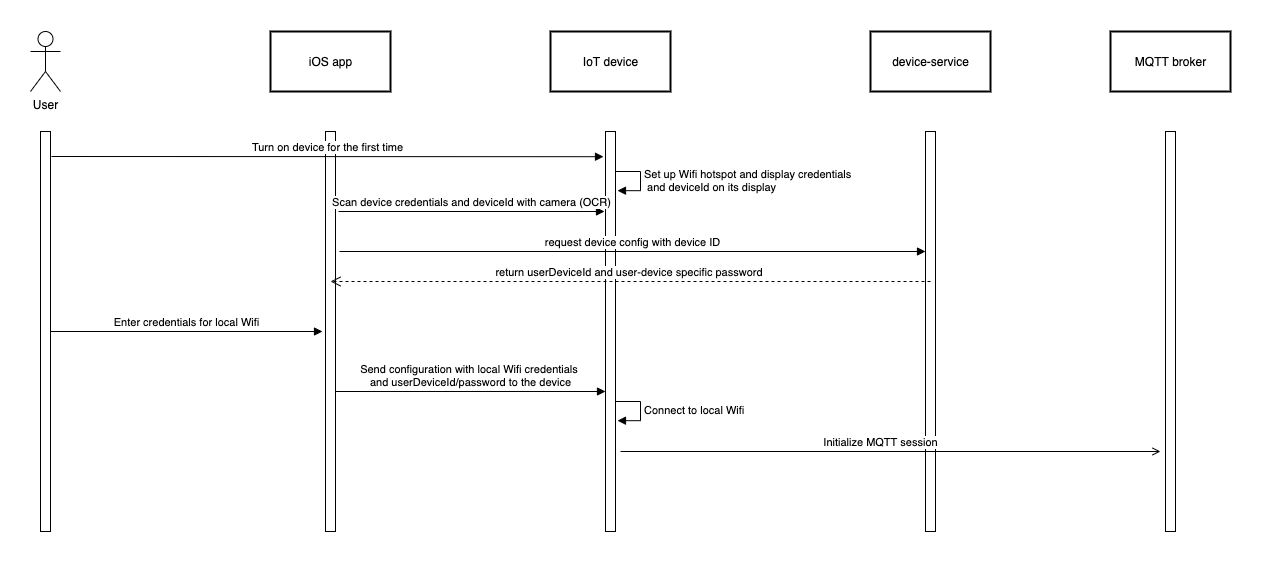 User
iOS app
IoT device
device-service
MQTT broker
Turn on device for the first time
Set up Wifi hotspot and display credentials
and deviceId on its display
Scan device credentials and deviceId with camera (OCR)
request device config with device ID
return userDeviceId and user-device specific password
Enter credentials for local Wifi
Send configuration with local Wifi credentials
and userDeviceId/password to the device
Connect to local Wifi
Initialize MQTT session